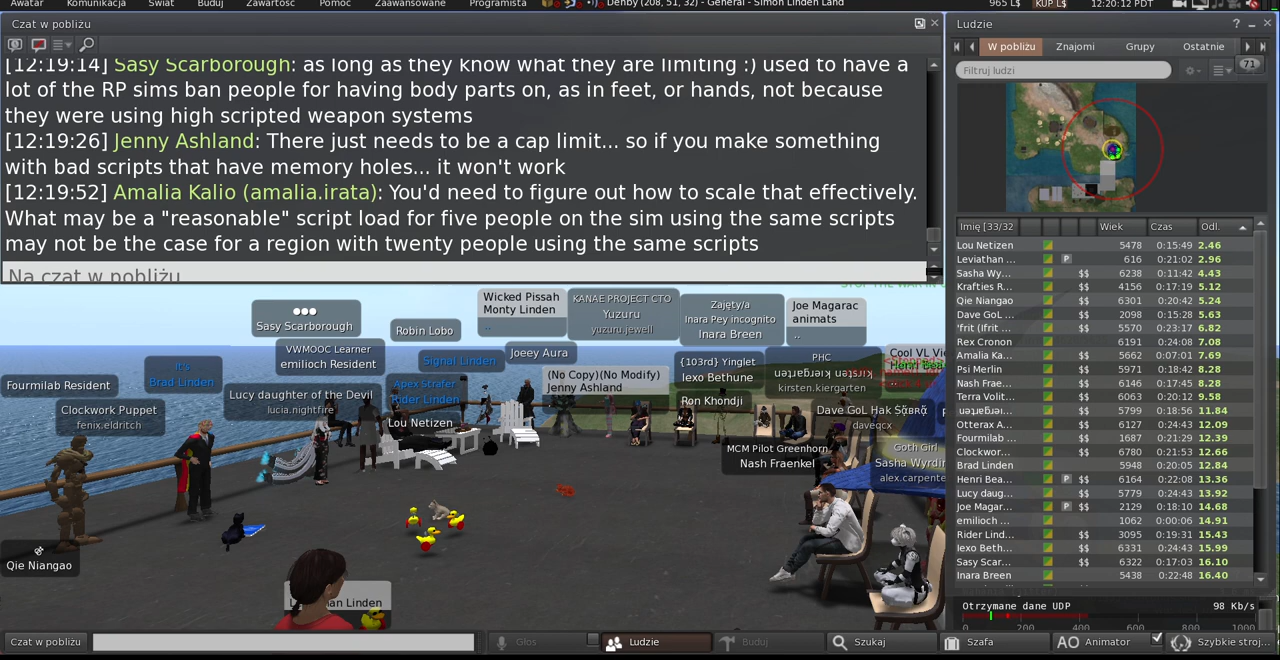 Awatar Komunikacja Świat Buduj Zawartość Pomoc Zaawansowane Programista Denby (208, 51, 32) - General - Simon Linden Land 965 L$ KUP L$ 12:20:12 PDT
Czat w pobliżu
[12:19:14] Sasy Scarborough: as long as they know what they are limiting :) used to have a
lot of the RP sims ban people for having body parts on, as in feet, or hands, not because
they were using high scripted weapon systems
[12:19:26] Jenny Ashland: There just needs to be a cap limit... so if you make something
with bad scripts that have memory holes... it won't work
[12:19:52] Amalia Kalio (amalia.irata): You'd need to figure out how to scale that effectively.
What may be a "reasonable" script load for five people on the sim using the same scripts
may not be the case for a region with twenty people using the same scripts
Na czat w pobliżu
Sasy Scarborough
Robin Lobo
Wicked Pissah
Monty Linden
..
KANAE PROJECT CTO
Yuzuru
yuzuru.jewell
Zajęty/a
Inara Pey incognito
Inara Breen
Joe Magarac
animats
..
VWMOOC Learner
emilioch Resident
Signal Linden
Joeey Aura
It's
Brad Linden
Fourmilab Resident
Clockwork Puppet
fenix.eldritch
Lucy daughter of the Devil
lucia.nightfire
Apex Strafer
Rider Linden
Lou Netizen
(No Copy)(No Modify)
Jenny Ashland
{103rd} Yinglet
Iexo Bethune
PHC
kirsten.kiergarten
Cool VL Vie
Henri Bea
Ron Khondji
Dave GoL Hak
daveqcx
MCM Pilot Greenhorn
Nash Fraenkel
Goth Girl
Sasha Wyrdin
alex.carpente
Qie Niangao
Linden
Czat w pobliżu Głos Ludzie Buduj Szukaj Szafa AO Animator Szybkie stroj...
Ludzie
? _ ×
W pobliżu Znajomi Grupy Ostatnie
Filtruj ludzi 71
Imię [33/32 Wiek Czas Odl.
Lou Netizen 5478 0:15:49 2.46
Leviathan ... P 616 0:21:02 2.96
Sasha Wy... $$ 6238 0:11:42 4.43
Krafties R... $$ 4156 0:17:19 5.12
Qie Niangao $$ 6301 0:20:42 5.24
Dave GoL ... $$ 2098 0:15:28 5.63
'frit (Ifrit ... $$ 5570 0:23:17 6.82
Rex Cronon 6191 0:24:08 7.08
Amalia Ka... $$ 5662 0:07:01 7.69
Psi Merlin $$ 5971 0:18:42 8.28
Nash Frae... $$ 6146 0:17:45 8.28
Terra Volit... $$ 6063 0:20:12 9.58
$$ 5799 0:18:56 11.84
Otterax A... $$ 6127 0:24:43 12.09
Fourmilab ... $$ 1687 0:21:29 12.39
Clockwor... $$ 6780 0:21:53 12.66
Brad Linden 5948 0:20:05 12.84
Henri Bea... P $$ 6164 0:22:08 13.36
Lucy daug... $$ 5779 0:24:43 13.92
Joe Magar... P $$ 2129 0:18:10 14.68
emilioch ... 1062 0:00:06 14.91
Rider Lind... $$ 3095 0:19:31 15.43
Iexo Beth... $$ 6331 0:24:43 15.99
Sasy Scar... $$ 6322 0:17:03 16.10
Inara Breen 5438 0:22:48 16.40
Otrzymane dane UDP 98 Kb/s
0 200 400 600 800 1000